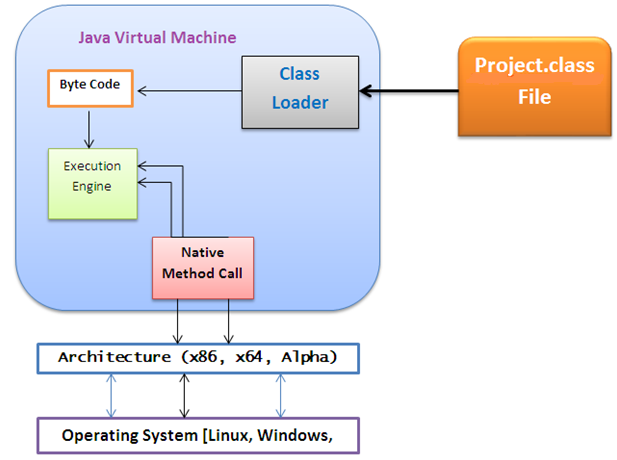 Java Virtual Machine
Project.class
File
Class
Loader
Byte Code
Execution
Engine
Native
Method Call
Architecture (x86, x64, Alpha)
Operating System [Linux, Windows,